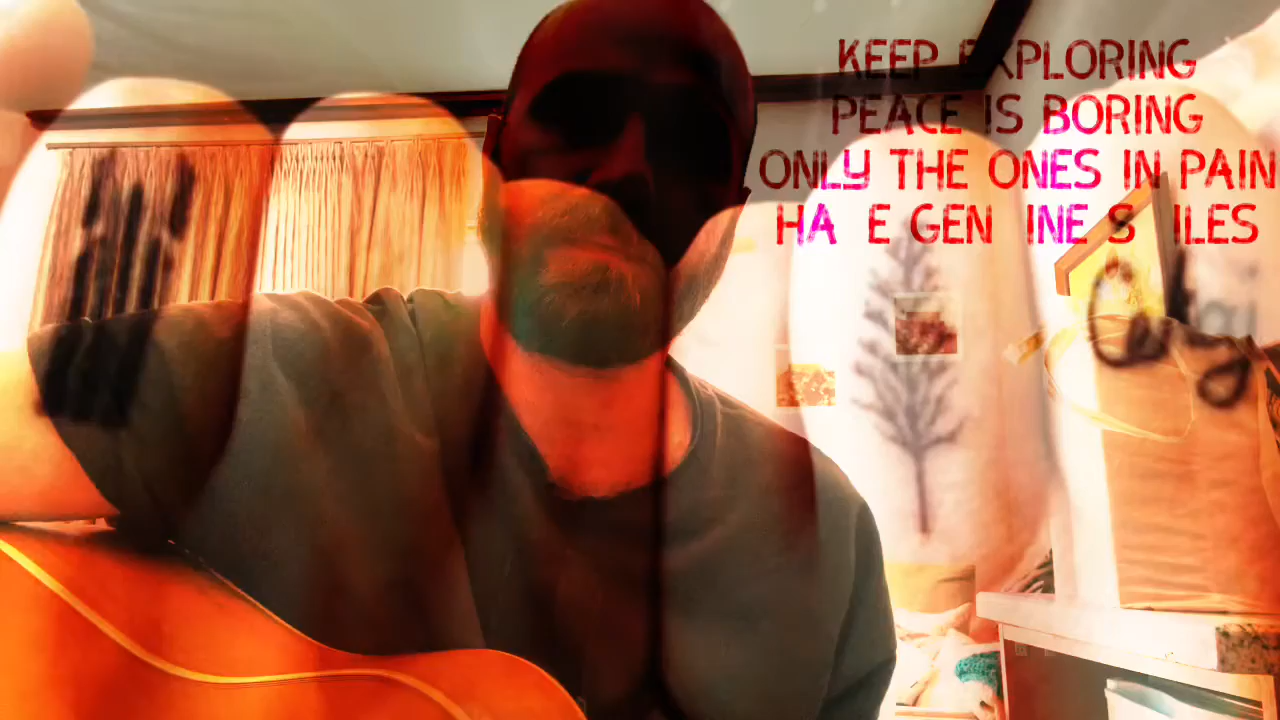 KEEP EXPLORING
PEACE IS BORING
ONLY THE ONES IN PAIN
HA E GEN INE S ILES